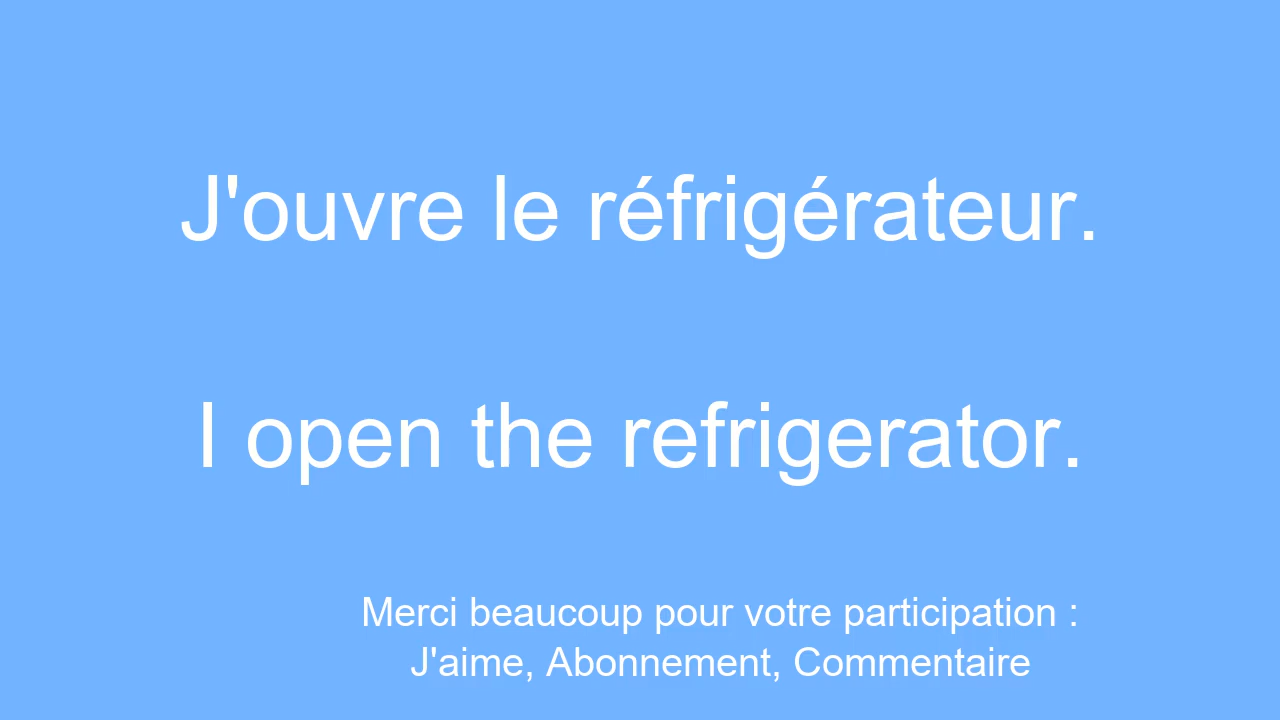 J'ouvre le réfrigérateur.
I open the refrigerator.
Merci beaucoup pour votre participation :
J'aime, Abonnement, Commentaire